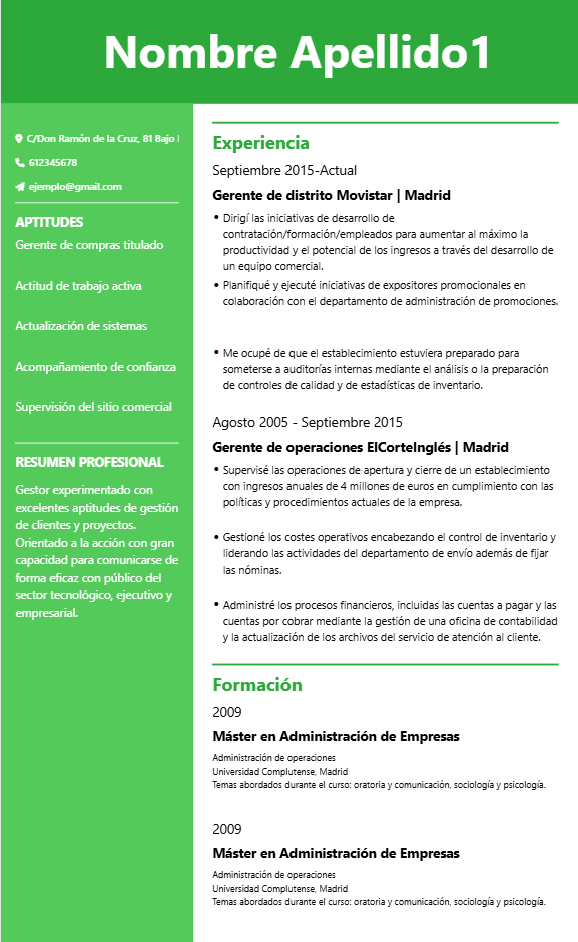 Nombre Apellido1
C/Don Ramón de la Cruz, 81 Bajo
612345678
ejemplo@gmail.com
APTITUDES
Gerente de compras titulado
Actitud de trabajo activa
Actualización de sistemas
Acompañamiento de confianza
Supervisión del sitio comercial
RESUMEN PROFESIONAL
Gestor experimentado con
excelentes aptitudes de gestión
de clientes y proyectos.
Orientado a la acción con gran
capacidad para comunicarse de
forma eficaz con público del
sector tecnológico, ejecutivo y
empresarial.
Experiencia
Septiembre 2015-Actual
Gerente de distrito Movistar | Madrid
• Dirigí las iniciativas de desarrollo de
contratación/formación/empleados para aumentar al máximo la
productividad y el potencial de los ingresos a través del desarrollo de
un equipo comercial.
• Planifiqué y ejecuté iniciativas de expositores promocionales en
colaboración con el departamento de administración de promociones.
• Me ocupé de que el establecimiento estuviera preparado para
someterse a auditorías internas mediante el análisis o la preparación
de controles de calidad y de estadísticas de inventario.
Agosto 2005 - Septiembre 2015
Gerente de operaciones ElCorteInglés | Madrid
• Supervisé las operaciones de apertura y cierre de un establecimiento
con ingresos anuales de 4 millones de euros en cumplimiento con las
políticas y procedimientos actuales de la empresa.
• Gestioné los costes operativos encabezando el control de inventario y
liderando las actividades del departamento de envío además de fijar
las nóminas.
• Administré los procesos financieros, incluidas las cuentas a pagar y las
cuentas por cobrar mediante la gestión de una oficina de contabilidad
y la actualización de los archivos del servicio de atención al cliente.
Formación
2009
Máster en Administración de Empresas
Administración de operaciones
Universidad Complutense, Madrid
Temas abordados durante el curso: oratoria y comunicación, sociología y psicología.
2009
Máster en Administración de Empresas
Administración de operaciones
Universidad Complutense, Madrid
Temas abordados durante el curso: oratoria y comunicación, sociología y psicología.